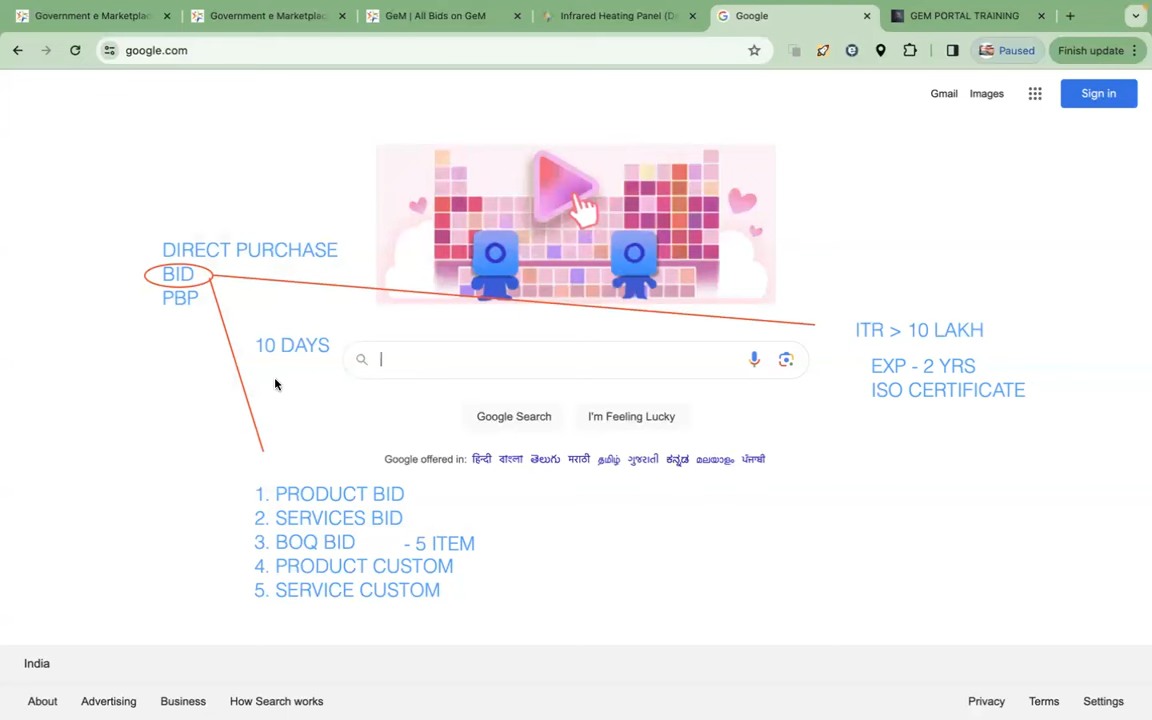 Government e Marketplac
Government e Marketplac
GeM | All Bids on GeM
Infrared Heating Panel (D
Google
GEM PORTAL TRAINING
google.com
Paused
Finish update
Gmail
Images
Sign in
DIRECT PURCHASE
BID
PBP
10 DAYS
ITR > 10 LAKH
EXP - 2 YRS
ISO CERTIFICATE
Google Search
I'm Feeling Lucky
Google offered in: हिन्दी বাংলা తెలుగు मराठी தமிழ் ગુજરાતી ಕನ್ನಡ മലയാളം ਪੰਜਾਬੀ
1. PRODUCT BID
2. SERVICES BID
3. BOQ BID - 5 ITEM
4. PRODUCT CUSTOM
5. SERVICE CUSTOM
India
About
Advertising
Business
How Search works
Privacy
Terms
Settings